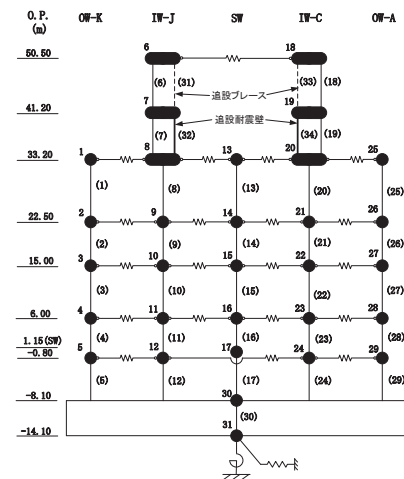 O.P. OW-K IW-J SW IW-C OW-A
(m)
50.50 6 18
(6) (31) (33) (18)
追設ブレース
41.20 7 19
追設耐震壁
(7) (32) (34) (19)
33.20 1 8 13 20 25
(1) (8) (13) (20) (25)
22.50 2 9 14 21 26
(2) (9) (14) (21) (26)
15.00 3 10 15 22 27
(3) (10) (15) (22) (27)
6.00 4 11 16 23 28
(4) (11) (16) (23) (28)
1.15(SW) 17
-0.80 5 12 24 29
(5) (12) (17) (24) (29)
-8.10 30
(30)
-14.10 31